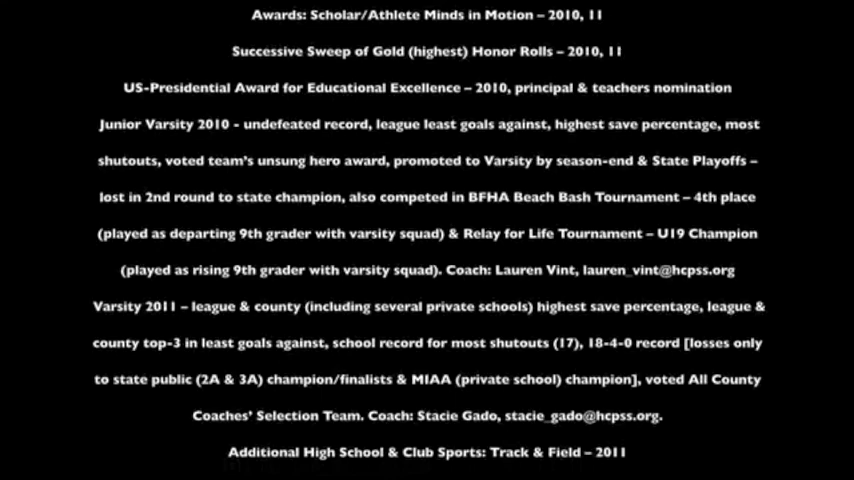 Awards: Scholar/Athlete Minds in Motion – 2010, 11
Successive Sweep of Gold (highest) Honor Rolls – 2010, 11
US-Presidential Award for Educational Excellence – 2010, principal & teachers nomination
Junior Varsity 2010 - undefeated record, league least goals against, highest save percentage, most
shutouts, voted team's unsung hero award, promoted to Varsity by season-end & State Playoffs –
lost in 2nd round to state champion, also competed in BFHA Beach Bash Tournament – 4th place
(played as departing 9th grader with varsity squad) & Relay for Life Tournament – U19 Champion
(played as rising 9th grader with varsity squad). Coach: Lauren Vint, lauren_vint@hcpss.org
Varsity 2011 – league & county (including several private schools) highest save percentage, league &
county top-3 in least goals against, school record for most shutouts (17), 18-4-0 record [losses only
to state public (2A & 3A) champion/finalists & MIAA (private school) champion], voted All County
Coaches' Selection Team. Coach: Stacie Gado, stacie_gado@hcpss.org.
Additional High School & Club Sports: Track & Field – 2011